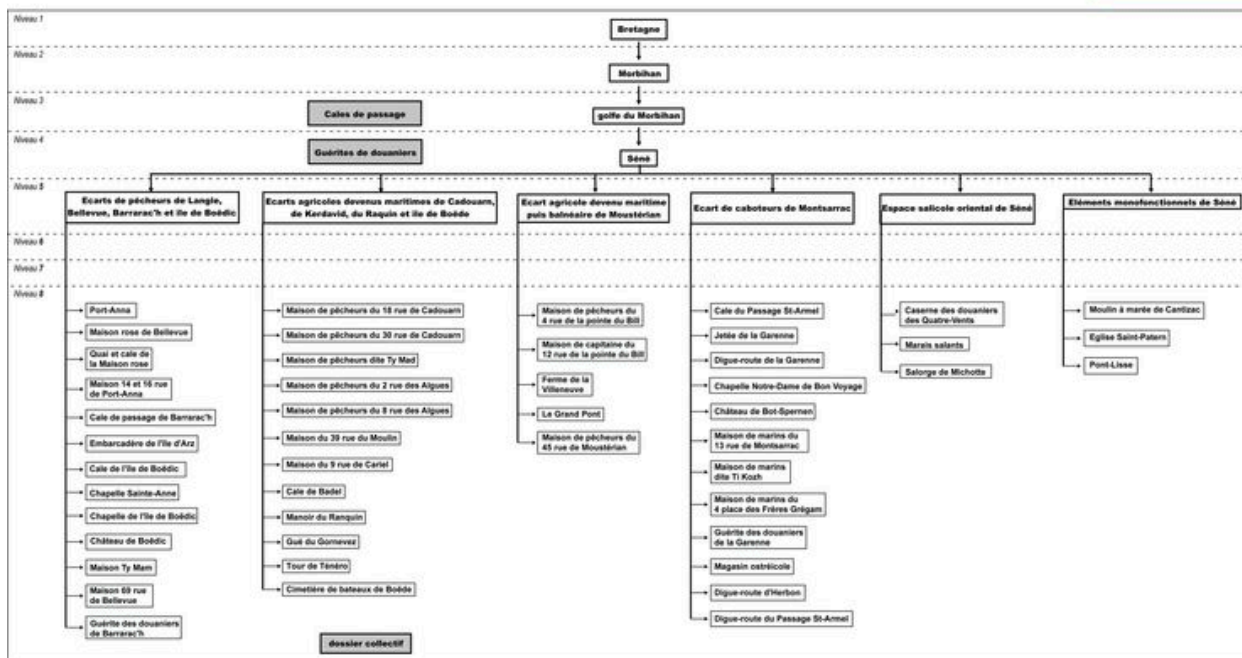 Niveau 1
Bretagne
Niveau 2
Morbihan
Niveau 3
Cales de passage
golfe du Morbihan
Niveau 4
Guérites de douaniers
Séné
Niveau 5
Ecarts de pêcheurs de Langle,
Bellevue, Barrarac'h et île de Boëdic
Ecarts agricoles devenus maritimes de Cadouarn,
de Kerdavid, du Raquin et île de Boëde
Ecart agricole devenu maritime
puis balnéaire de Moustérian
Ecart de caboteurs de Montsarrac
Espace salicole oriental de Séné
Eléments monofonctionnels de Séné
Niveau 6
Niveau 7
Niveau 8
Port-Anna
Maison rose de Bellevue
Quai et cale de
la Maison rose
Maison 14 et 16 rue
de Port-Anna
Cale de passage de Barrarac'h
Embarcadère de l'île d'Arz
Cale de l'île de Boëdic
Chapelle Sainte-Anne
Chapelle de l'île de Boëdic
Château de Boëdic
Maison Ty Mam
Maison 69 rue
de Bellevue
Guérite des douaniers
de Barrarac'h
Maison de pêcheurs du 18 rue de Cadouarn
Maison de pêcheurs du 30 rue de Cadouarn
Maison de pêcheurs dite Ty Mad
Maison de pêcheurs du 2 rue des Algues
Maison de pêcheurs du 8 rue des Algues
Maison du 39 rue du Moulin
Maison du 9 rue de Cariel
Cale de Badel
Manoir du Ranquin
Gué du Gornevez
Tour de Ténéro
Cimetière de bateaux de Boëde
Maison de pêcheurs du
4 rue de la pointe du Bill
Maison de capitaine du
12 rue de la pointe du Bill
Ferme de la
Villeneuve
Le Grand Pont
Maison de pêcheurs du
45 rue de Moustérian
Cale du Passage St-Armel
Jetée de la Garenne
Digue-route de la Garenne
Chapelle Notre-Dame de Bon Voyage
Château de Bot-Spernen
Maison de marins du
13 rue de Montsarrac
Maison de marins
dite Ti Kozh
Maison de marins du
4 place des Frères Grégam
Guérite des douaniers
de la Garenne
Magasin ostréicole
Digue-route d'Herbon
Digue-route du Passage St-Armel
Caserne des douaniers
des Quatre-Vents
Marais salants
Salorge de Michotte
Moulin à marée de Cantizac
Eglise Saint-Patern
Pont-Lisse
dossier collectif